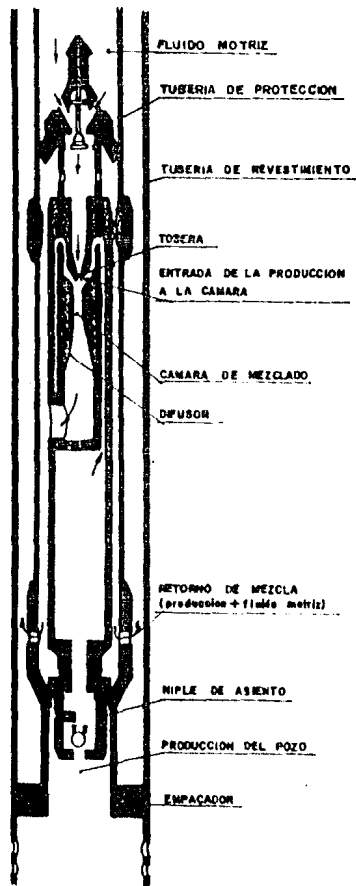 FLUIDO MOTRIZ
TUBERIA DE PROTECCION
TUBERIA DE REVESTIMIENTO
TOBERA
ENTRADA DE LA PRODUCCION
A LA CAMARA
CAMARA DE MEZCLADO
DIFUSOR
RETORNO DE MEZCLA
(produccion + fluido motriz)
NIPLE DE ASIENTO
PRODUCCION DEL POZO
EMPACADOR